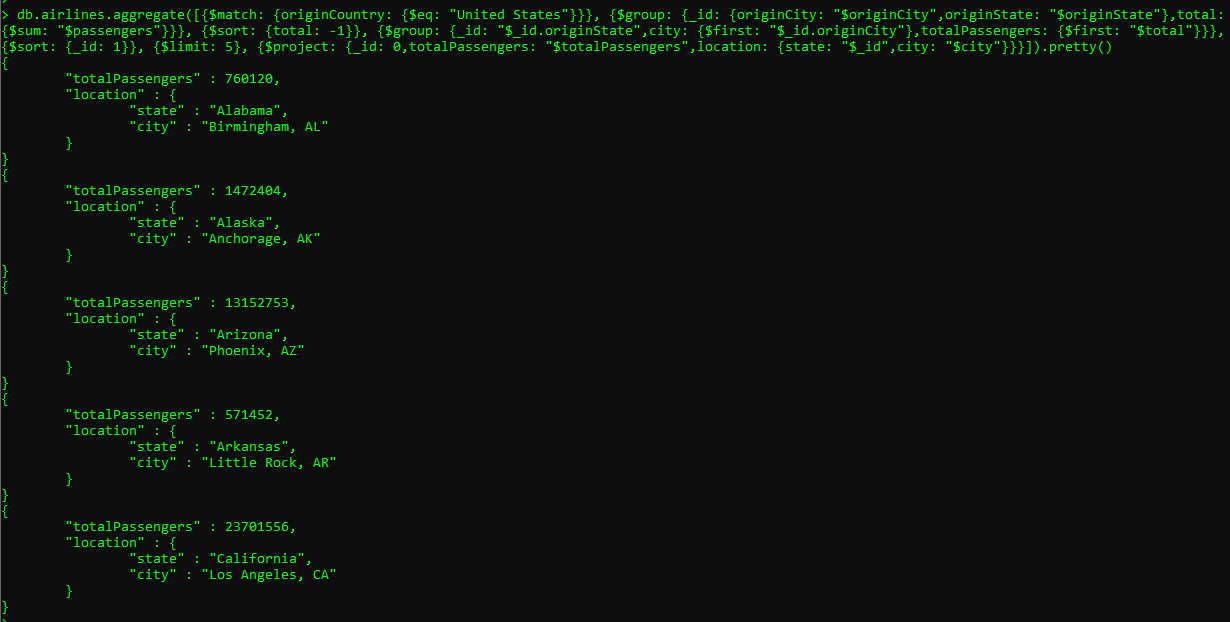 > db.airlines.aggregate([{$match: {originCountry: {$eq: "United States"}}}, {$group: {_id: {originCity: "$originCity",originState: "$originState"},total:
{$sum: "$passengers"}}}, {$sort: {total: -1}}, {$group: {_id: "$_id.originState",city: {$first: "$_id.originCity"},totalPassengers: {$first: "$total"}}},
{$sort: {_id: 1}}, {$limit: 5}, {$project: {_id: 0,totalPassengers: "$totalPassengers",location: {state: "$_id",city: "$city"}}}]).pretty()
{
        "totalPassengers" : 760120,
        "location" : {
                "state" : "Alabama",
                "city" : "Birmingham, AL"
        }
}
{
        "totalPassengers" : 1472404,
        "location" : {
                "state" : "Alaska",
                "city" : "Anchorage, AK"
        }
}
{
        "totalPassengers" : 13152753,
        "location" : {
                "state" : "Arizona",
                "city" : "Phoenix, AZ"
        }
}
{
        "totalPassengers" : 571452,
        "location" : {
                "state" : "Arkansas",
                "city" : "Little Rock, AR"
        }
}
{
        "totalPassengers" : 23701556,
        "location" : {
                "state" : "California",
                "city" : "Los Angeles, CA"
        }
}